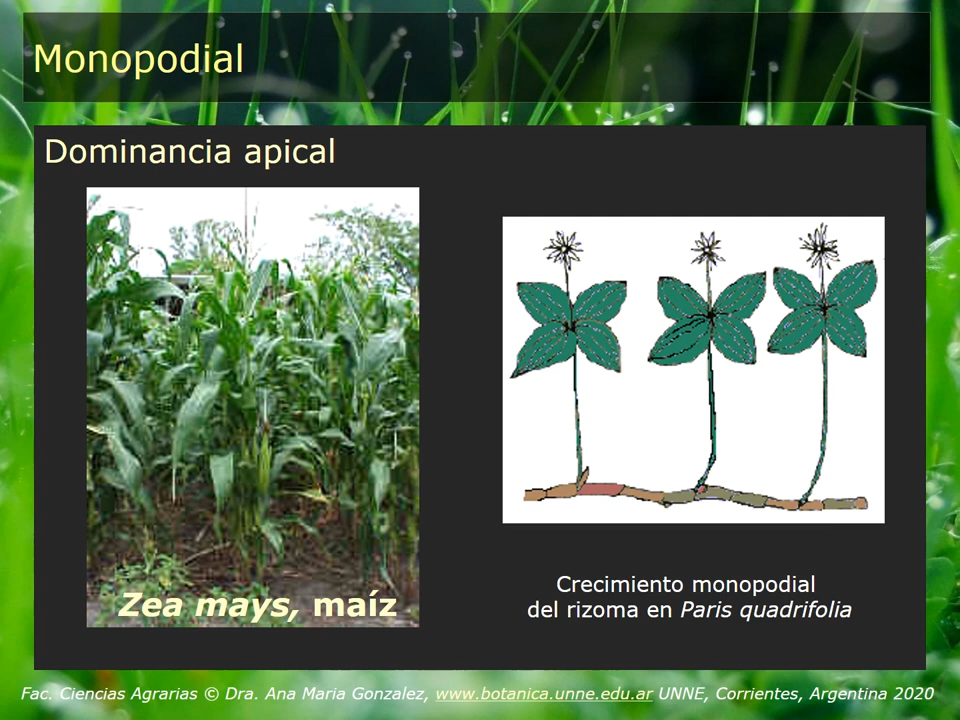 Monopodial
Dominancia apical
Zea mays, maíz
Crecimiento monopodial
del rizoma en Paris quadrifolia
Fac. Ciencias Agrarias © Dra. Ana Maria Gonzalez, www.botanica.unne.edu.ar UNNE, Corrientes, Argentina 2020